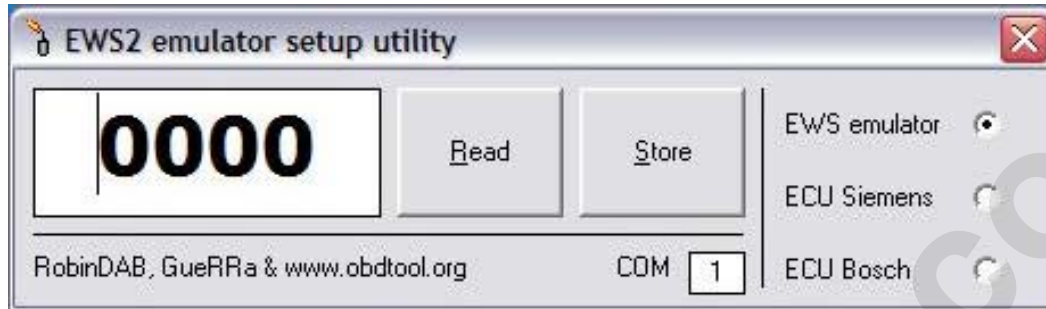 EWS2 emulator setup utility
0000
Read
Store
EWS emulator
ECU Siemens
ECU Bosch
RobinDAB, GueRRa & www.obdtool.org
COM 1